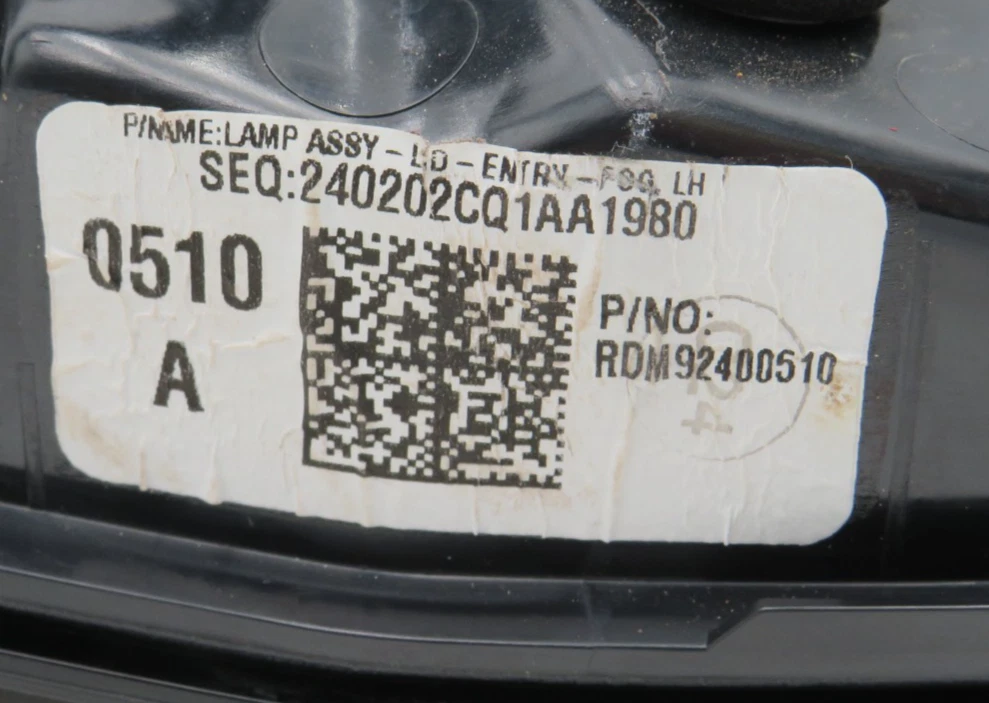 P/NAME:LAMP ASSY - LD - ENTRY - FOG, LH
SEQ:240202CQ1AA1980
0510
A
P/NO:
RDM92400510